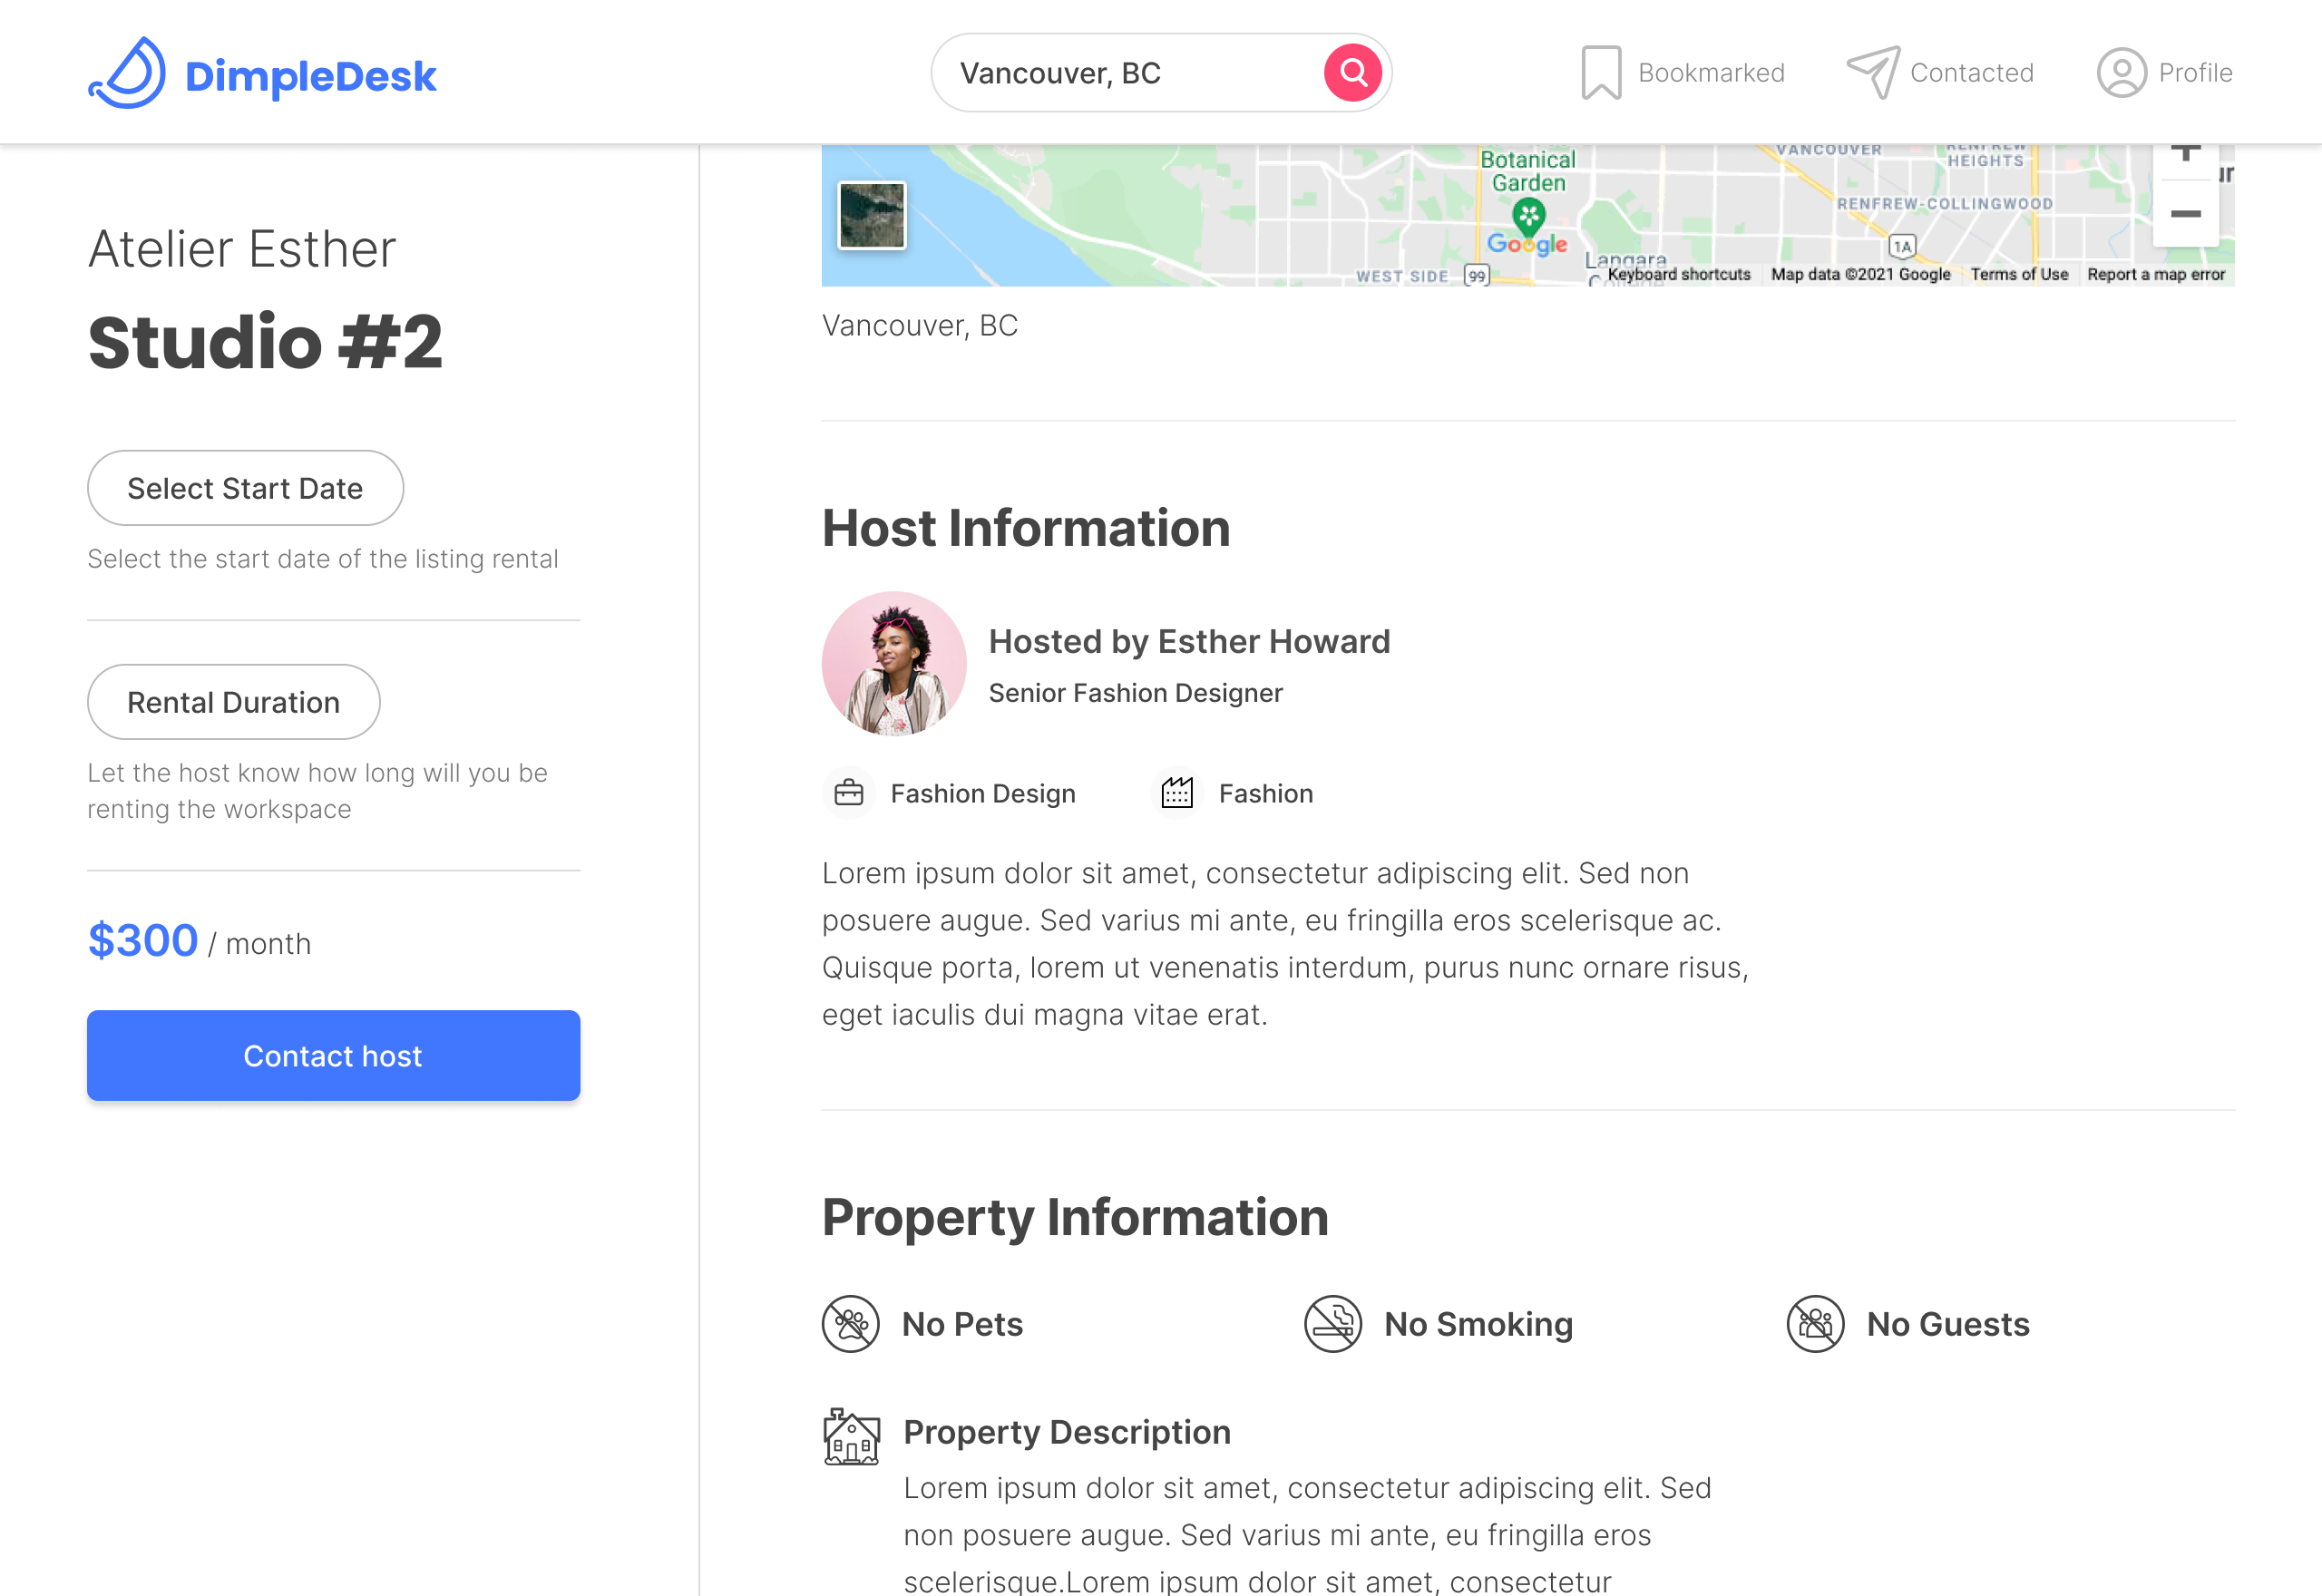 DimpleDesk
Vancouver, BC
Bookmarked
Contacted
Profile
Atelier Esther
Studio #2
Select Start Date
Select the start date of the listing rental
Rental Duration
Let the host know how long will you be
renting the workspace
$300 / month
Contact host
Botanical
Garden
VANCOUVER
RENFREW
HEIGHTS
RENFREW-COLLINGWOOD
1A
Google
WEST SIDE
99
Langara
Keyboard shortcuts
Map data ©2021 Google
Terms of Use
Report a map error
Vancouver, BC
Host Information
Hosted by Esther Howard
Senior Fashion Designer
Fashion Design
Fashion
Lorem ipsum dolor sit amet, consectetur adipiscing elit. Sed non
posuere augue. Sed varius mi ante, eu fringilla eros scelerisque ac.
Quisque porta, lorem ut venenatis interdum, purus nunc ornare risus,
eget iaculis dui magna vitae erat.
Property Information
No Pets
No Smoking
No Guests
Property Description
Lorem ipsum dolor sit amet, consectetur adipiscing elit. Sed
non posuere augue. Sed varius mi ante, eu fringilla eros
scelerisque.Lorem ipsum dolor sit amet, consectetur